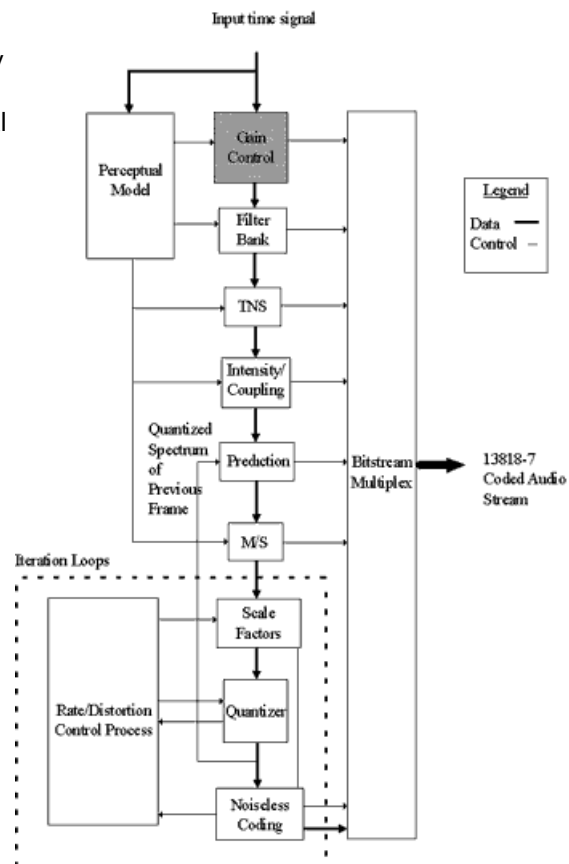 Input time signal
y
l
Perceptual
Model
Gain
Control
Filter
Bank
TNS
Intensity/
Coupling
Quantized
Spectrum
of
Previous
Frame
Prediction
M/S
Iteration Loops
Scale
Factors
Rate/Distortion
Control Process
Quantizer
Noiseless
Coding
Bitstream
Multiplex
Legend
Data
Control
13818-7
Coded Audio
Stream